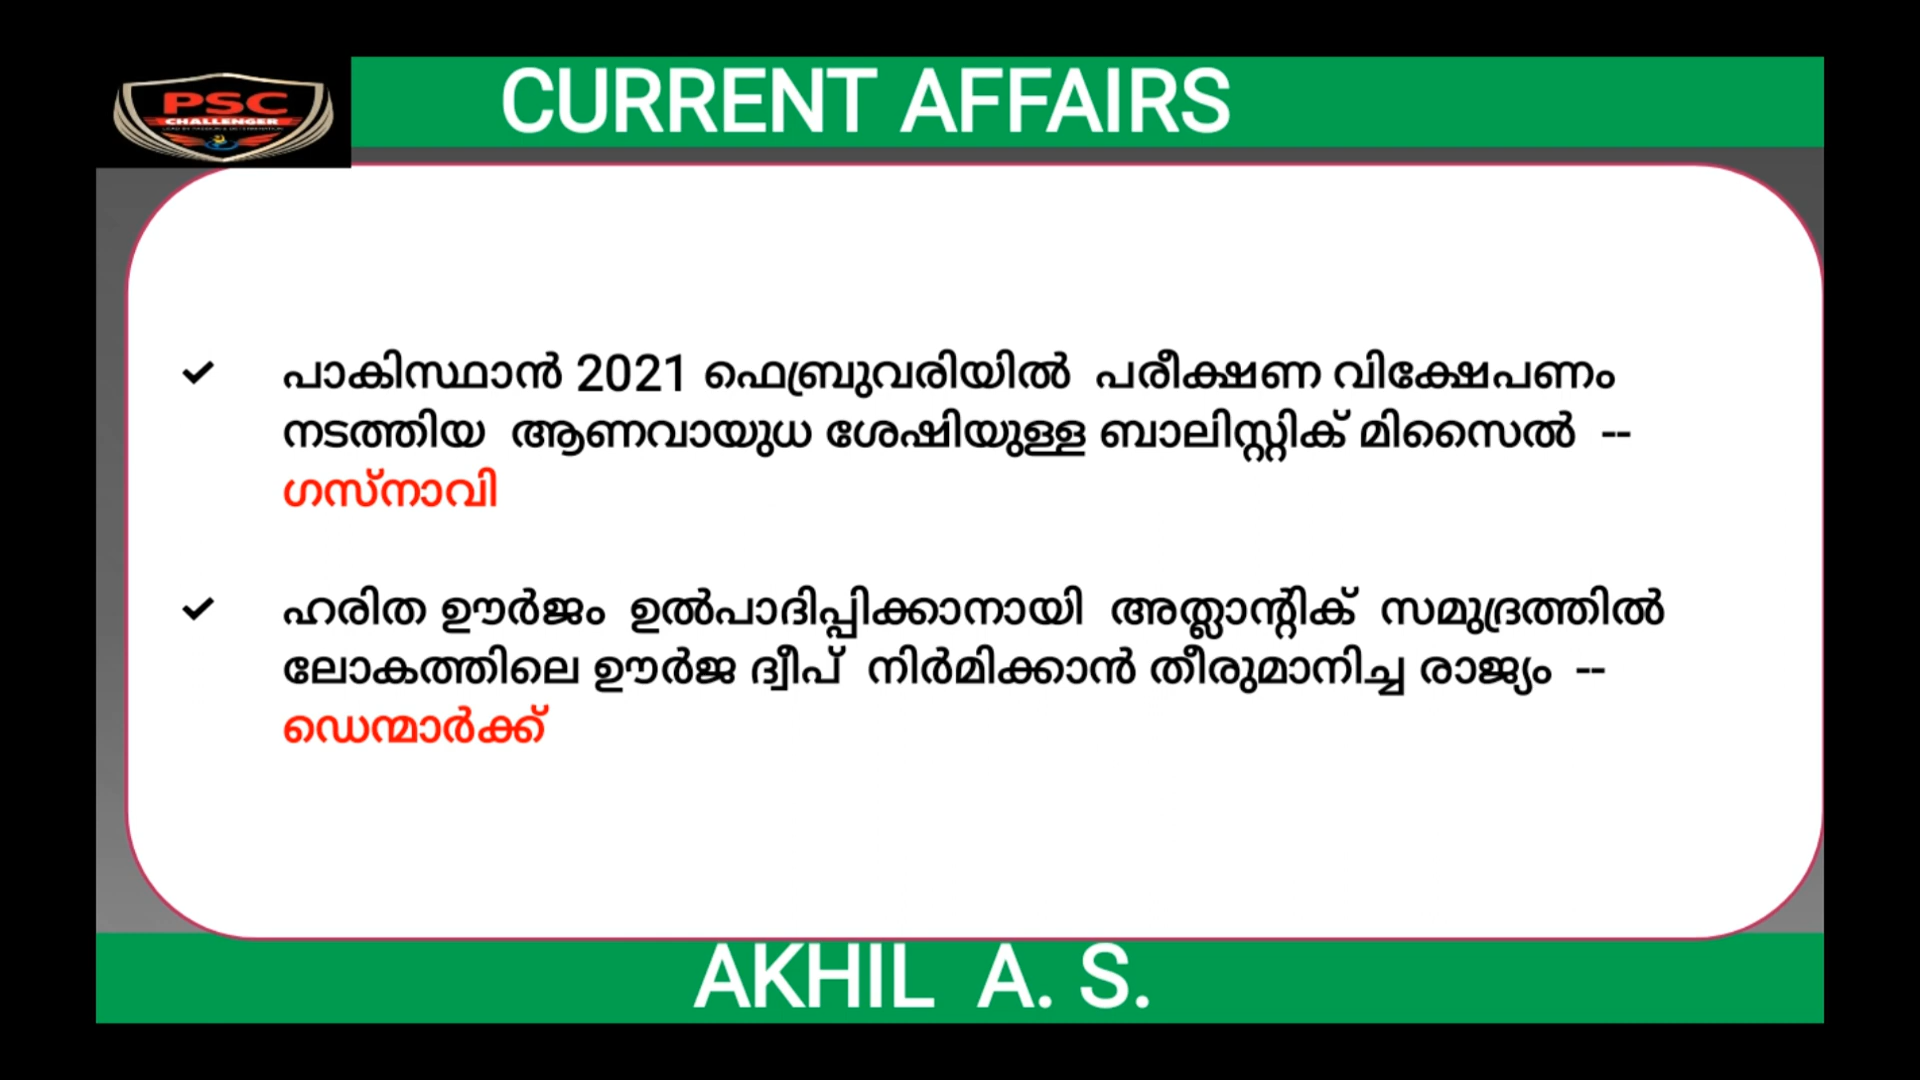 PSC
CHALLENGER
CURRENT AFFAIRS
പാകിസ്ഥാൻ 2021 ഫെബ്രുവരിയിൽ പരീക്ഷണ വിക്ഷേപണം
നടത്തിയ ആണവായുധ ശേഷിയുള്ള ബാലിസ്റ്റിക് മിസൈൽ --
ഗസ്നാവി
ഹരിത ഊർജം ഉൽപാദിപ്പിക്കാനായി അത്ലാന്റിക് സമുദ്രത്തിൽ
ലോകത്തിലെ ഊർജ ദ്വീപ് നിർമിക്കാൻ തീരുമാനിച്ച രാജ്യം --
ഡെന്മാർക്ക്
AKHIL A. S.